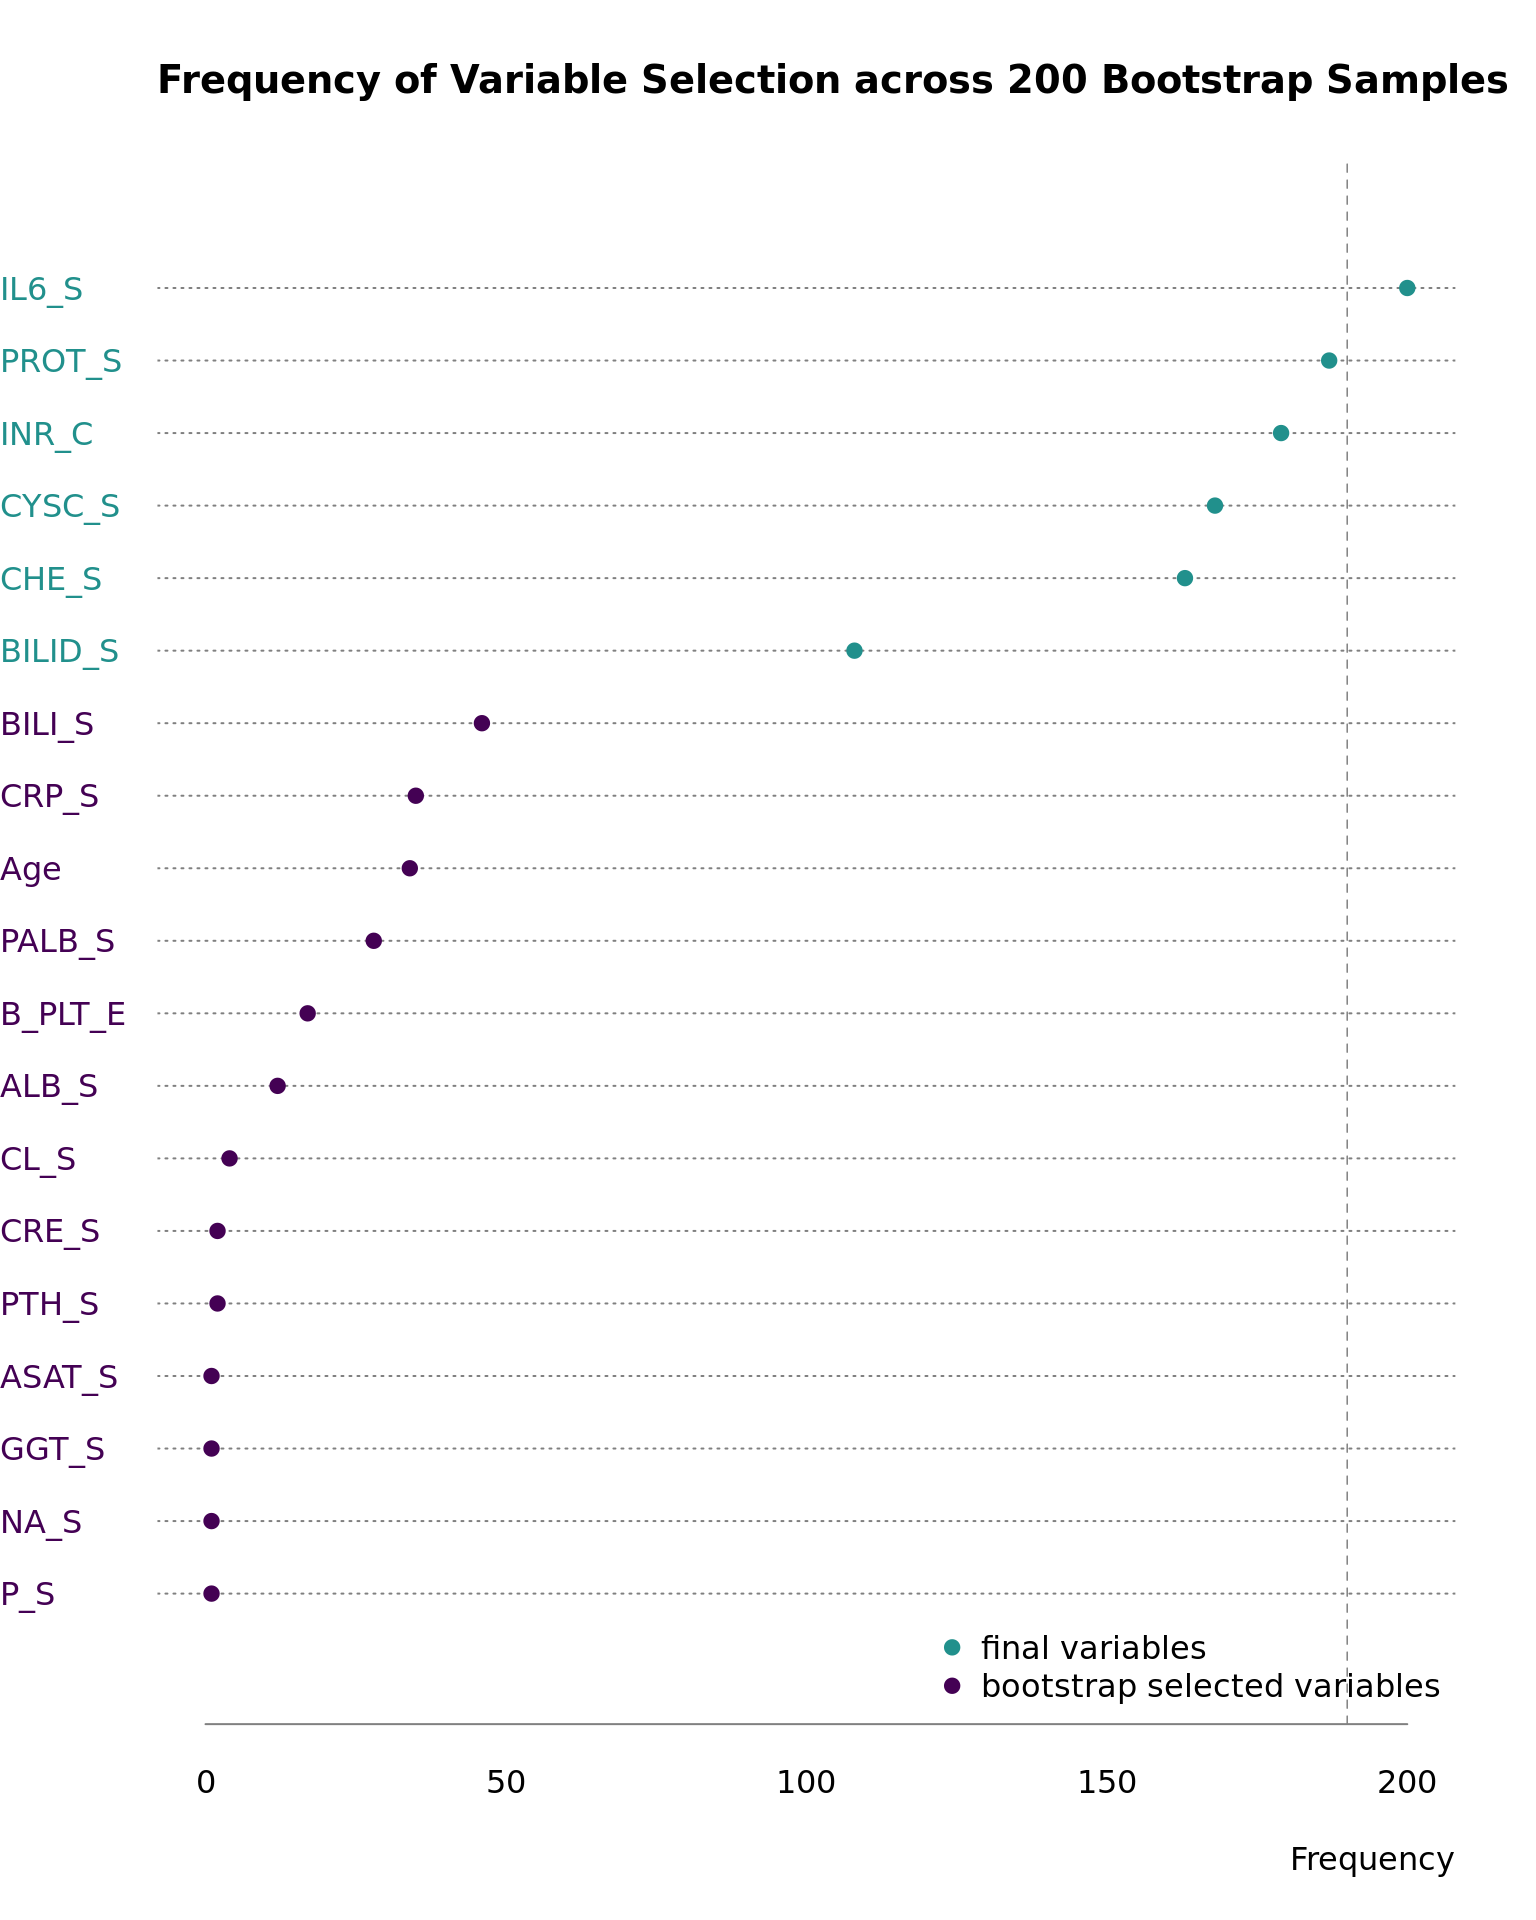 Frequency of Variable Selection across 200 Bootstrap Samples
IL6_S
PROT_S
INR_C
CYSC_S
CHE_S
BILID_S
BILI_S
CRP_S
Age
PALB_S
B_PLT_E
ALB_S
CL_S
CRE_S
PTH_S
ASAT_S
GGT_S
NA_S
P_S
final variables
bootstrap selected variables
0 50 100 150 200
Frequency